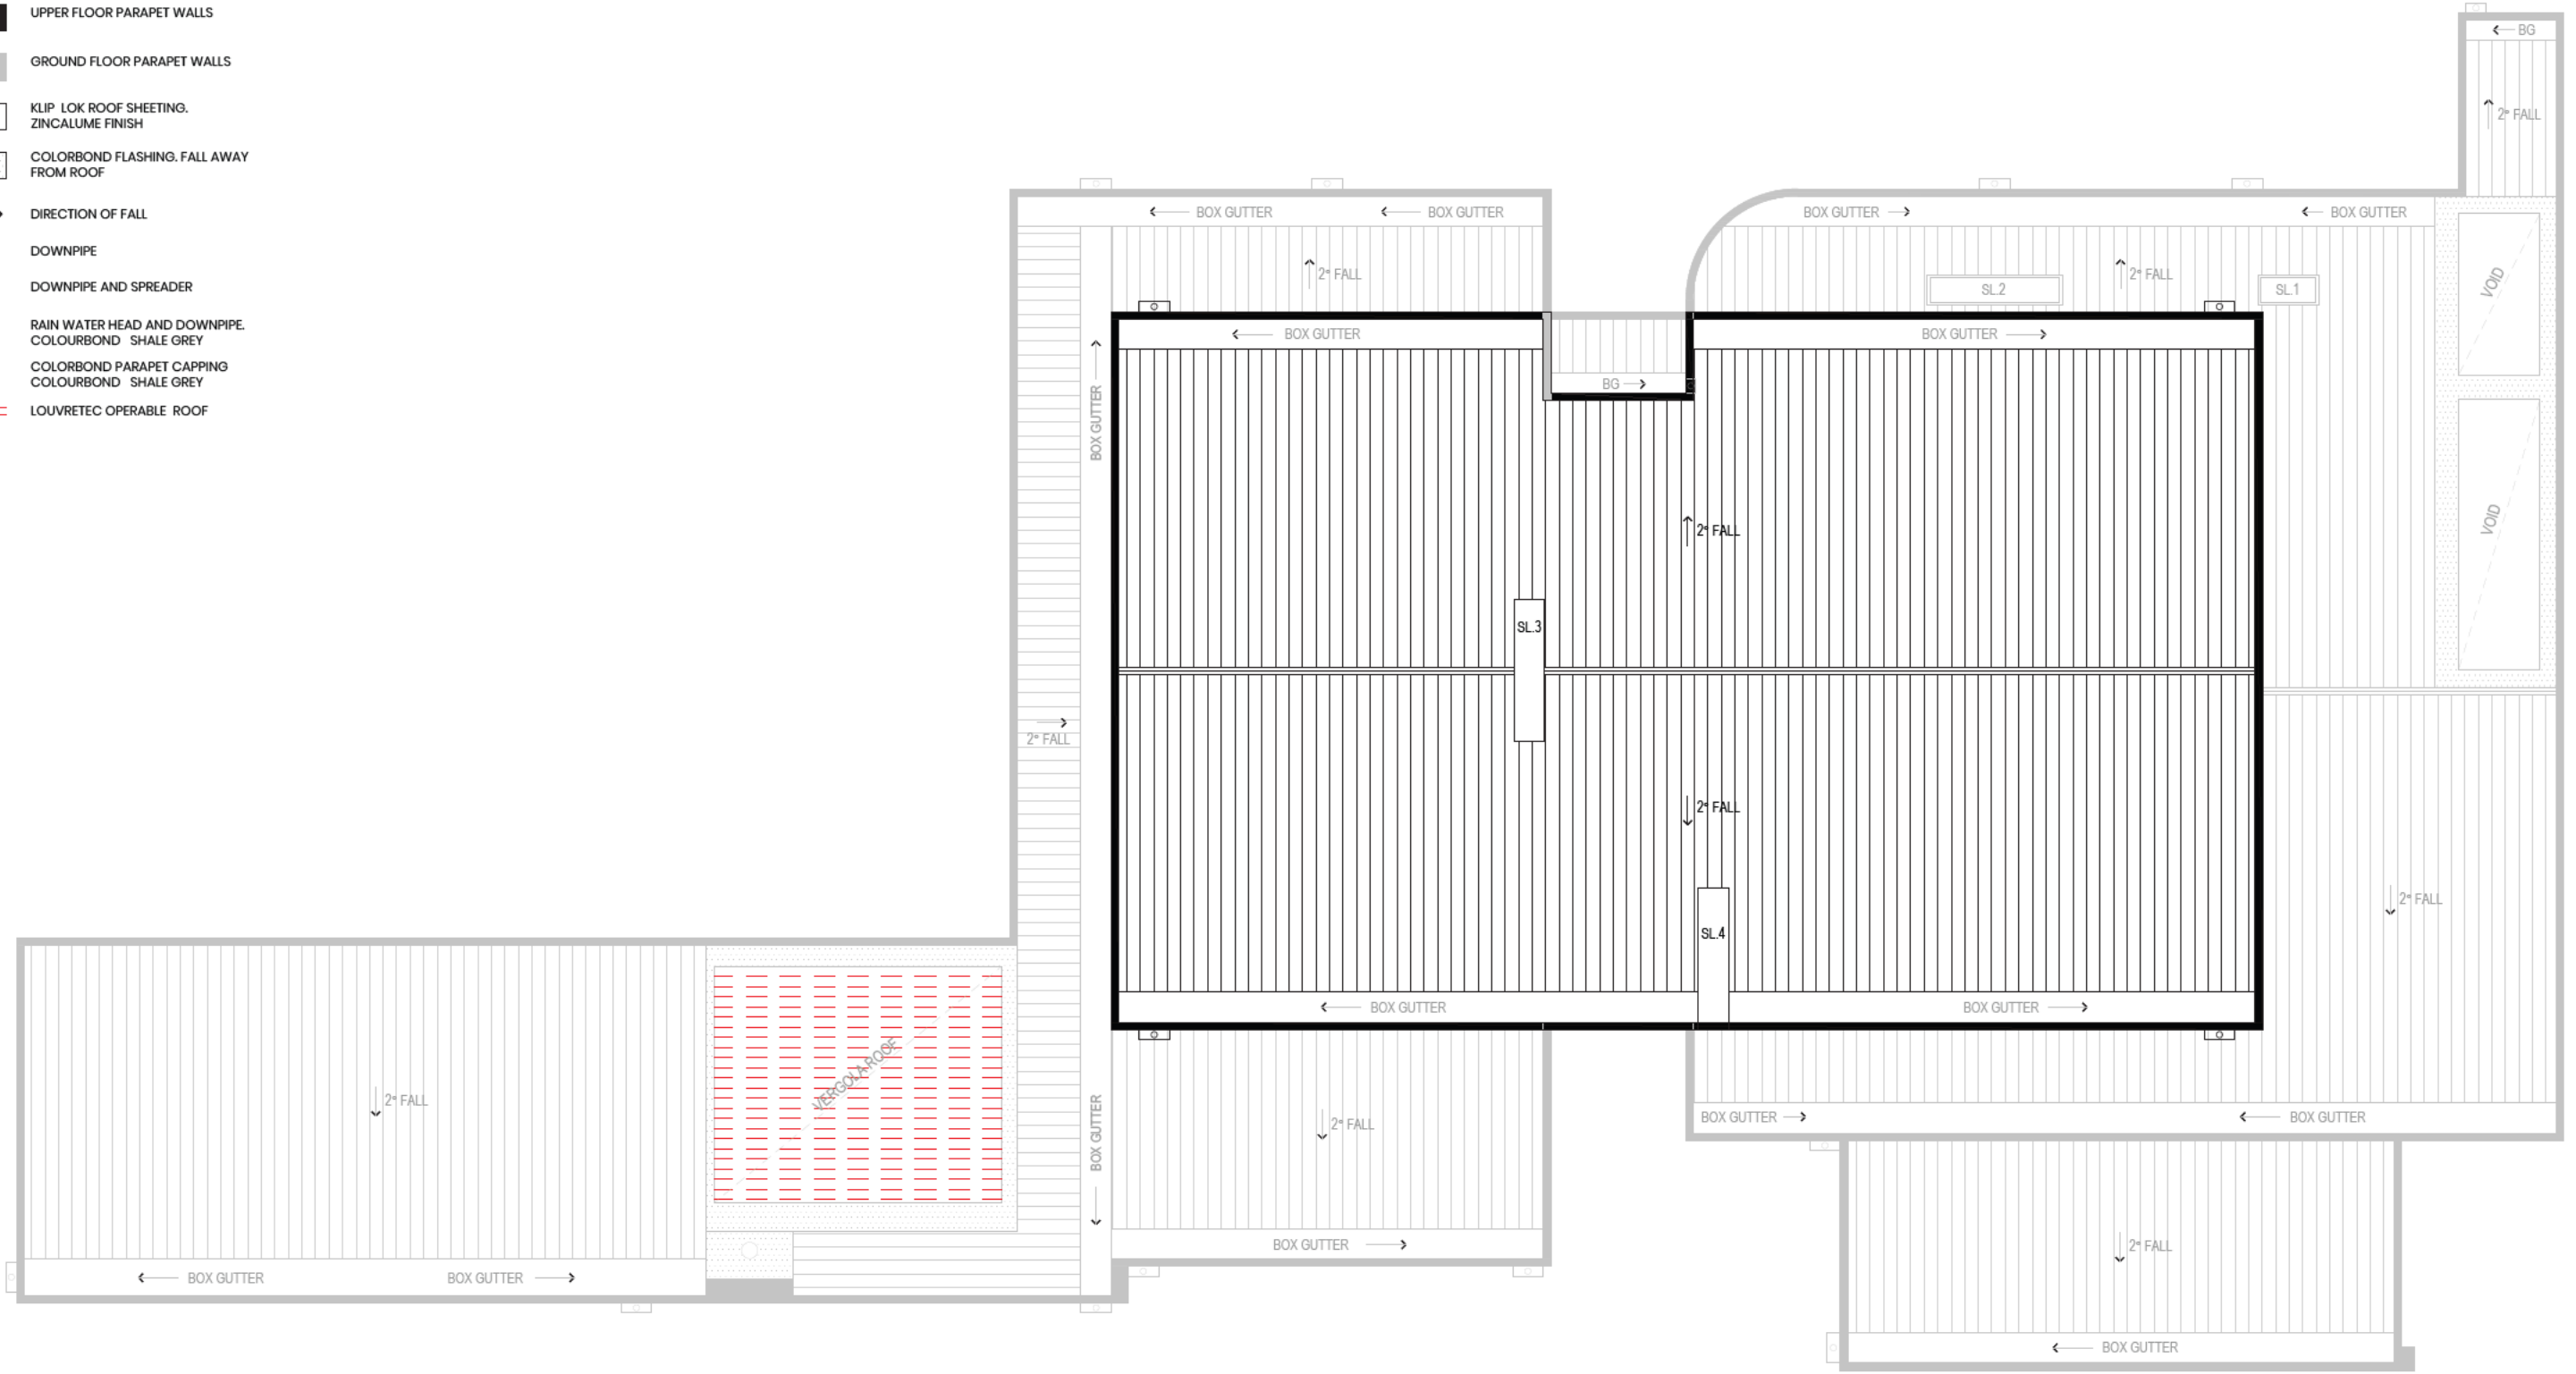 UPPER FLOOR PARAPET WALLS
GROUND FLOOR PARAPET WALLS
KLIP LOK ROOF SHEETING.
ZINCALUME FINISH
COLORBOND FLASHING. FALL AWAY
FROM ROOF
DIRECTION OF FALL
DOWNPIPE
DOWNPIPE AND SPREADER
RAIN WATER HEAD AND DOWNPIPE.
COLOURBOND SHALE GREY
COLORBOND PARAPET CAPPING
COLOURBOND SHALE GREY
LOUVRETEC OPERABLE ROOF
BG
2° FALL
BOX GUTTER
BOX GUTTER
BOX GUTTER
BOX GUTTER
2° FALL
2° FALL
SL.2
SL.1
VOID
BOX GUTTER
BOX GUTTER
BG
BOX GUTTER
VOID
2° FALL
SL.3
2° FALL
2° FALL
2° FALL
SL.4
BOX GUTTER
BOX GUTTER
VERGOLA ROOF
2° FALL
BOX GUTTER
2° FALL
BOX GUTTER
BOX GUTTER
BOX GUTTER
2° FALL
BOX GUTTER
BOX GUTTER
BOX GUTTER